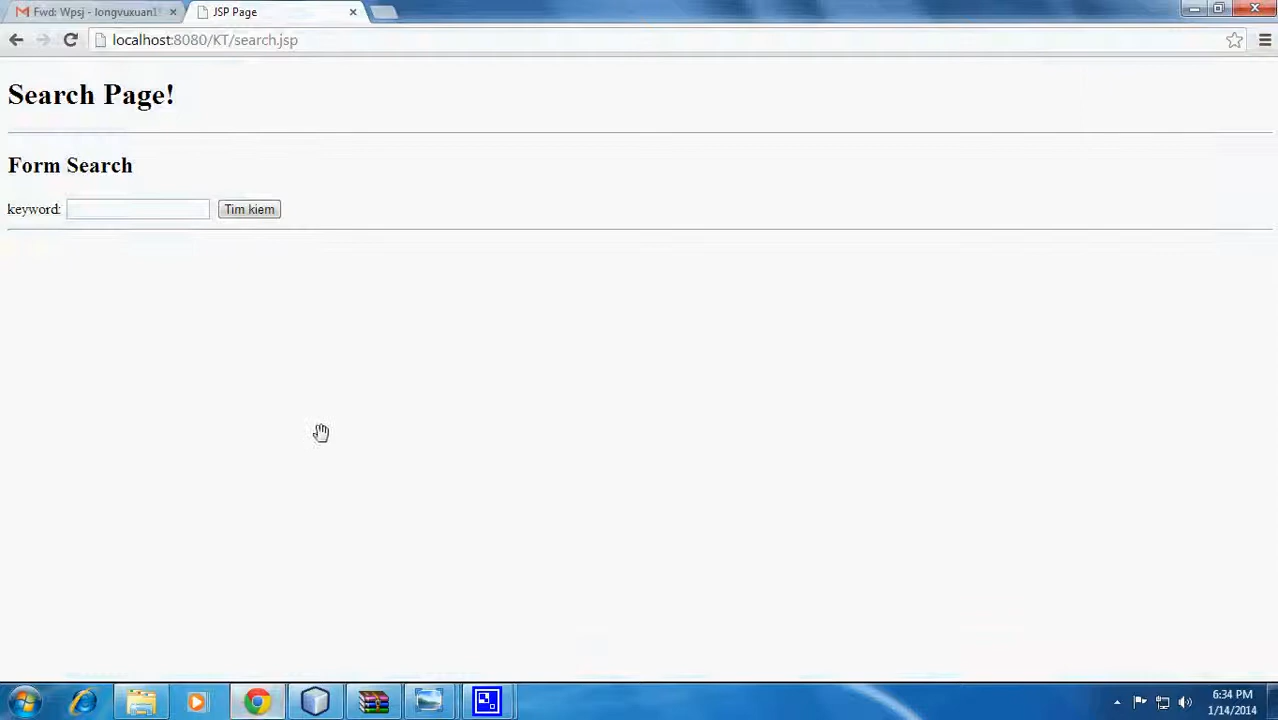 Fwd: Wpsj - longvuxuan1
JSP Page
localhost:8080/KT/search.jsp
Search Page!
Form Search
keyword: Tim kiem
6:34 PM
1/14/2014